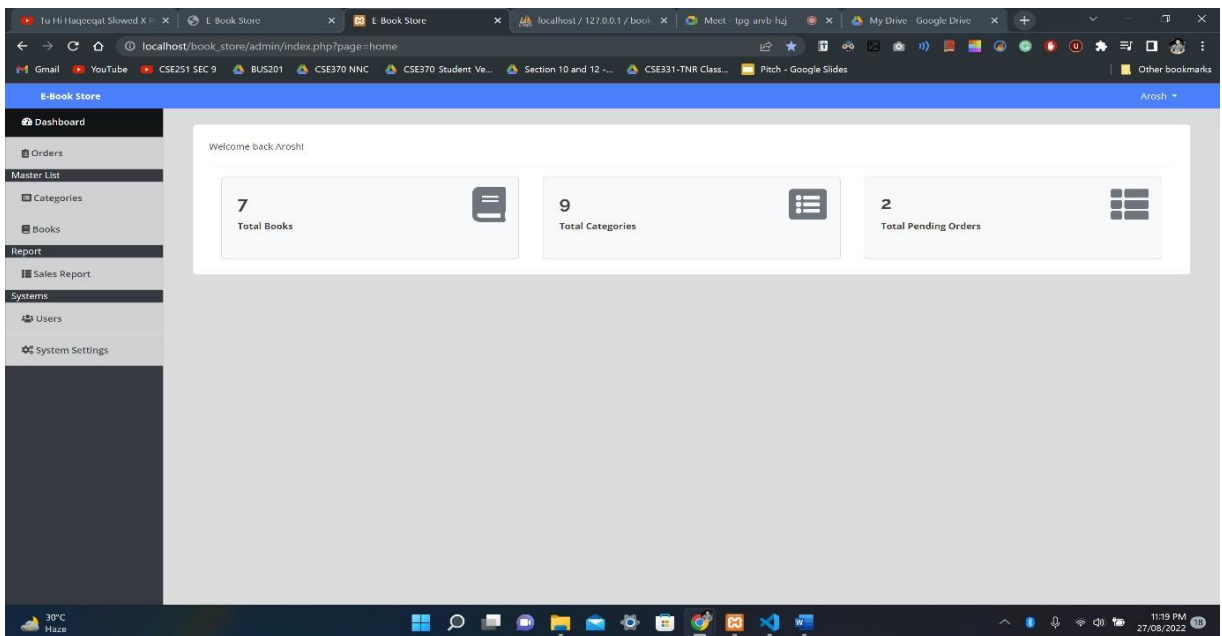 Tu Hi Haqeeqat Slowed X R
E-Book Store
E-Book Store
localhost / 127.0.0.1 / book
Meet - tpg-arvb-hzj
My Drive - Google Drive
localhost/book_store/admin/index.php?page=home
Gmail
YouTube
CSE251 SEC 9
BUS201
CSE370 NNC
CSE370 Student Ve...
Section 10 and 12 -...
CSE331-TNR Class...
Pitch - Google Slides
Other bookmarks
E-Book Store
Arosh
Dashboard
Orders
Master List
Categories
Books
Report
Sales Report
Systems
Users
System Settings
Welcome back Arosh!
7
Total Books
9
Total Categories
2
Total Pending Orders
30°C
Haze
11:19 PM
27/08/2022
18